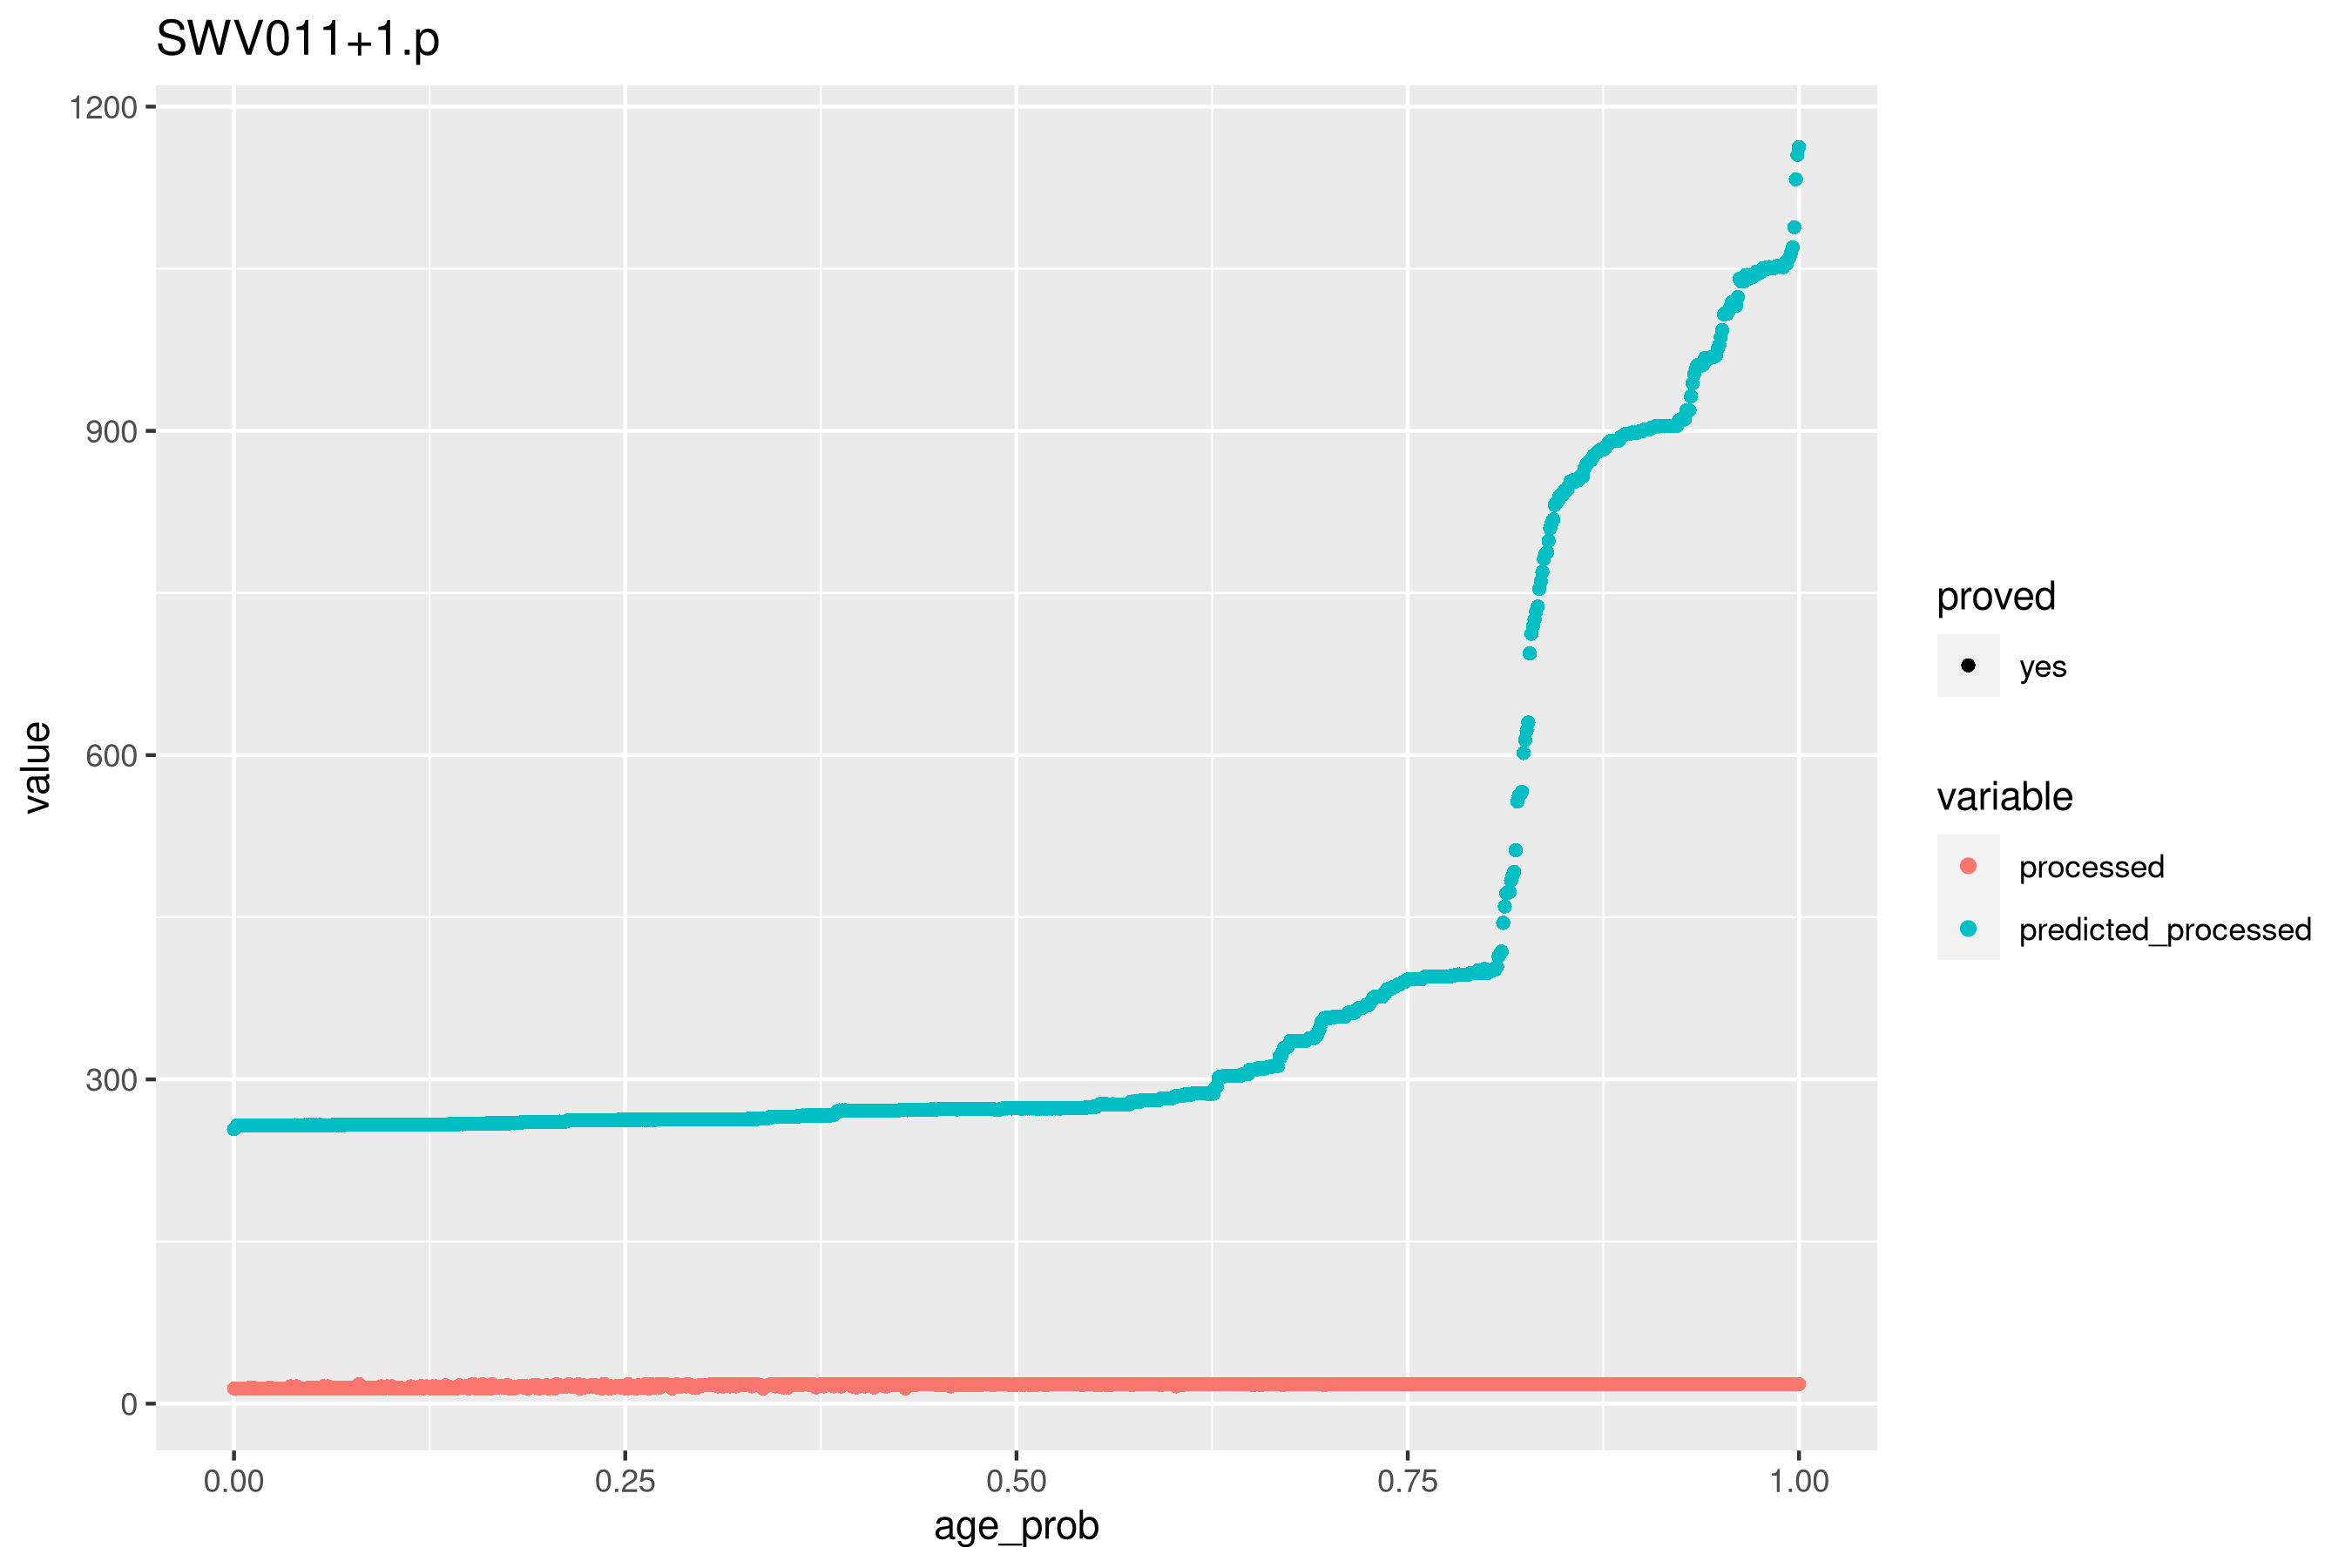 SWV011+1.p
1200
900
600
300
0
value
0.00 0.25 0.50 0.75 1.00
age_prob
proved
yes
variable
processed
predicted_processed